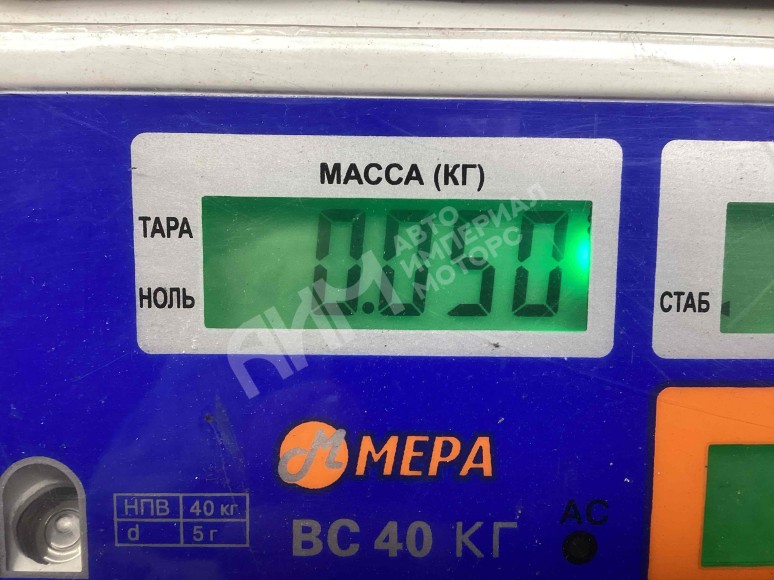 МАССА (КГ)
ТАРА
0.050
НОЛЬ
СТАБ
АКИМ
АВТО
ИМПЕРИАЛ
МОТОРС
МЕРА
НПВ 40 кг
d 5 г
ВС 40 КГ
АС